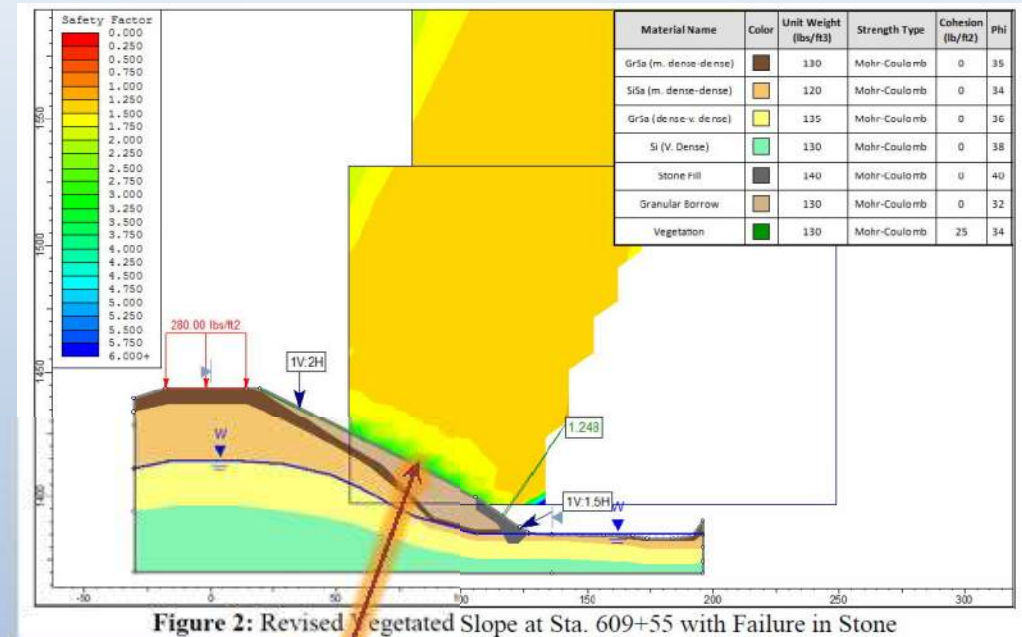 Safety Factor
0.000
0.250
0.500
0.750
1.000
1.250
1.500
1.750
2.000
2.250
2.500
2.750
3.000
3.250
3.500
3.750
4.000
4.250
4.500
4.750
5.000
5.250
5.500
5.750
6.000+
Material Name Color Unit Weight (lbs/ft3) Strength Type Cohesion (lb/ft2) Phi
GrSa (m. dense-dense) 130 Mohr-Coulomb 0 35
SiSa (m. dense-dense) 120 Mohr-Coulomb 0 34
GrSa (dense-v. dense) 135 Mohr-Coulomb 0 36
Si (V. Dense) 130 Mohr-Coulomb 0 38
Stone Fill 140 Mohr-Coulomb 0 40
Granular Borrow 130 Mohr-Coulomb 0 32
Vegetation 130 Mohr-Coulomb 25 34
1550
1500
1450
1400
280.00 lbs/ft2
1V:2H
1.248
1V:1.5H
W
W
-50 0 50 100 150 200 250 300
Figure 2: Revised Vegetated Slope at Sta. 609+55 with Failure in Stone